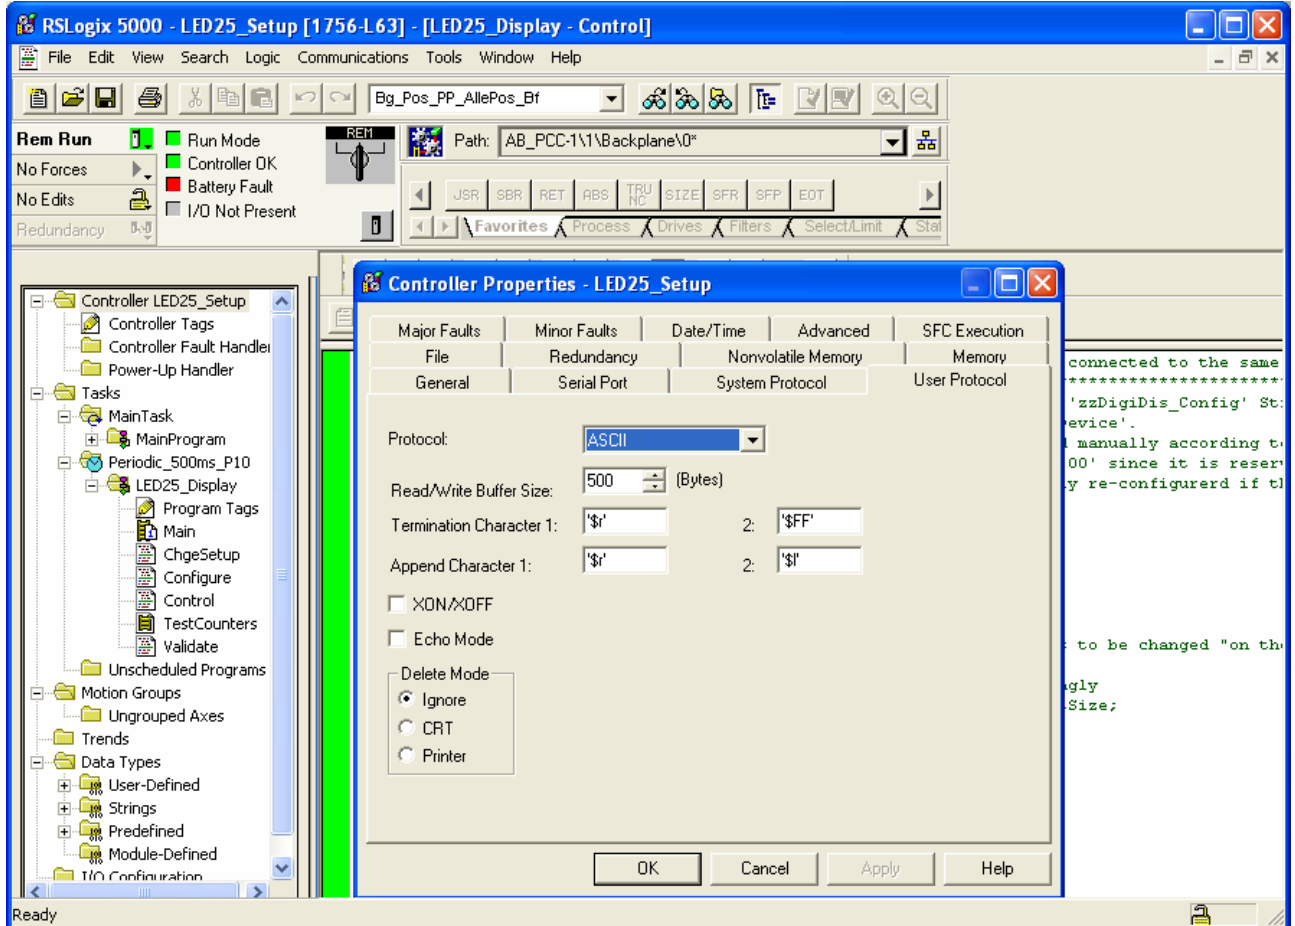 RSLogix 5000 - LED25_Setup [1756-L63] - [LED25_Display - Control]
File Edit View Search Logic Communications Tools Window Help
Bg_Pos_PP_AllePos_Bf
Rem Run
Run Mode
REM
Path: AB_PCC-1\1\Backplane\0*
No Forces
Controller OK
Battery Fault
No Edits
I/O Not Present
JSR SBR RET ABS TRU NC SIZE SFR SFP EOT
Redundancy
Favorites Process Drives Filters Select/Limit Stat
Controller LED25_Setup
Controller Tags
Controller Fault Handler
Power-Up Handler
Tasks
MainTask
MainProgram
Periodic_500ms_P10
LED25_Display
Program Tags
Main
ChgeSetup
Configure
Control
TestCounters
Validate
Unscheduled Programs
Motion Groups
Ungrouped Axes
Trends
Data Types
User-Defined
Strings
Predefined
Module-Defined
I/O Configuration
Controller Properties - LED25_Setup
Major Faults Minor Faults Date/Time Advanced SFC Execution
File Redundancy Nonvolatile Memory Memory
General Serial Port System Protocol User Protocol
Protocol: ASCII
Read/Write Buffer Size: 500 (Bytes)
Termination Character 1: '$r' 2: '$FF'
Append Character 1: '$r' 2: '$l'
XON/XOFF
Echo Mode
Delete Mode
Ignore
CRT
Printer
OK Cancel Apply Help
connected to the same
***********************
'zzDigiDis_Config' St
evice'.
manually according t
00' since it is reser
y re-configurerd if t
to be changed "on th
gly
Size;
Ready